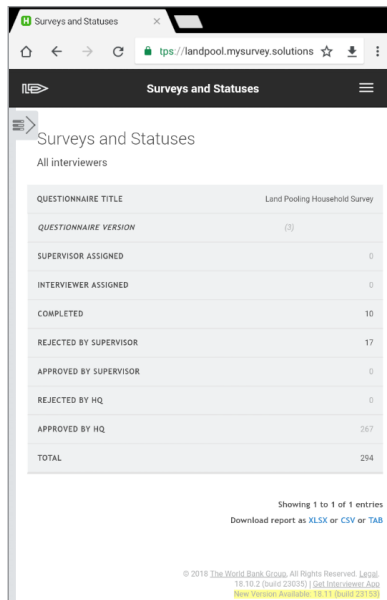 Surveys and Statuses
tps://landpool.mysurvey.solutions
Surveys and Statuses
Surveys and Statuses
All interviewers
QUESTIONNAIRE TITLE Land Pooling Household Survey
QUESTIONNAIRE VERSION (3)
SUPERVISOR ASSIGNED 0
INTERVIEWER ASSIGNED 0
COMPLETED 10
REJECTED BY SUPERVISOR 17
APPROVED BY SUPERVISOR 0
REJECTED BY HQ 0
APPROVED BY HQ 267
TOTAL 294
Showing 1 to 1 of 1 entries
Download report as XLSX or CSV or TAB
© 2018 The World Bank Group, All Rights Reserved. Legal.
18.10.2 (build 23035) | Get Interviewer App
New Version Available: 18.11 (build 23153)